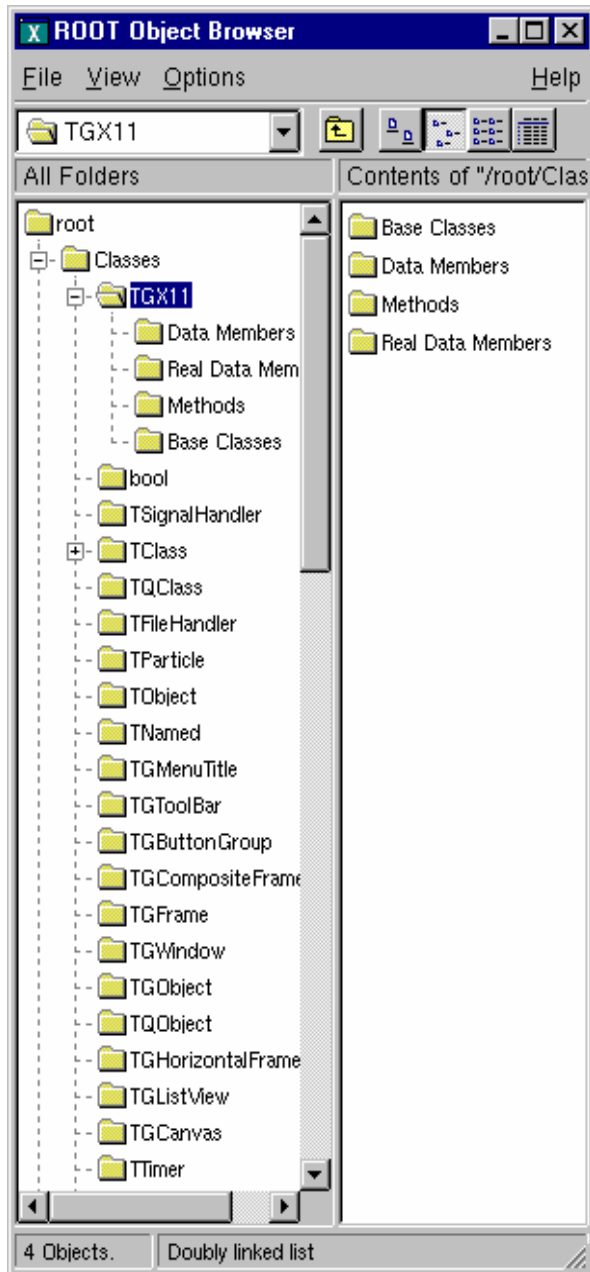 X ROOT Object Browser
File View Options Help
TGX11
All Folders
Contents of "/root/Clas
root
Classes
TGX11
Data Members
Real Data Mem
Methods
Base Classes
bool
TSignalHandler
TClass
TQClass
TFileHandler
TParticle
TObject
TNamed
TGMenuTitle
TGToolBar
TGButtonGroup
TGCompositeFrame
TGFrame
TGWindow
TGObject
TQObject
TGHorizontalFrame
TGListView
TGCanvas
TTimer
Base Classes
Data Members
Methods
Real Data Members
4 Objects.
Doubly linked list